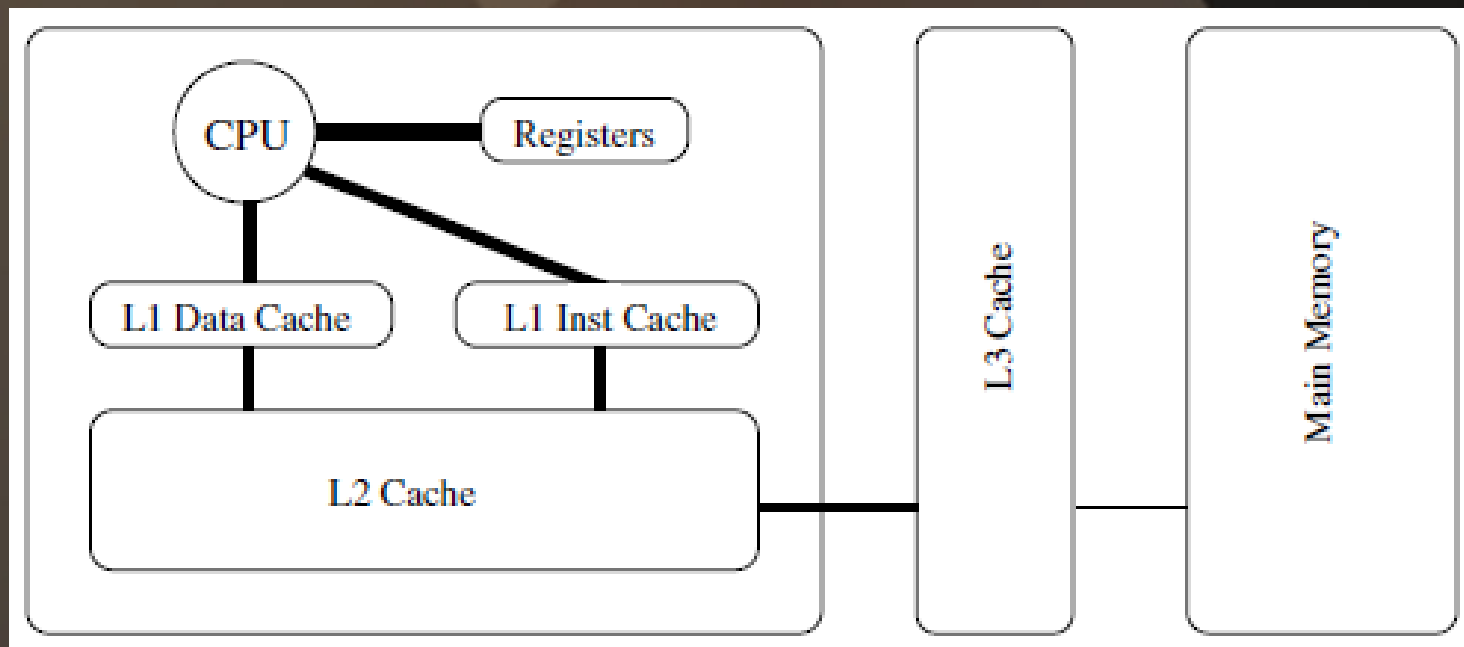 CPU
Registers
L1 Data Cache
L1 Inst Cache
L2 Cache
L3 Cache
Main Memory